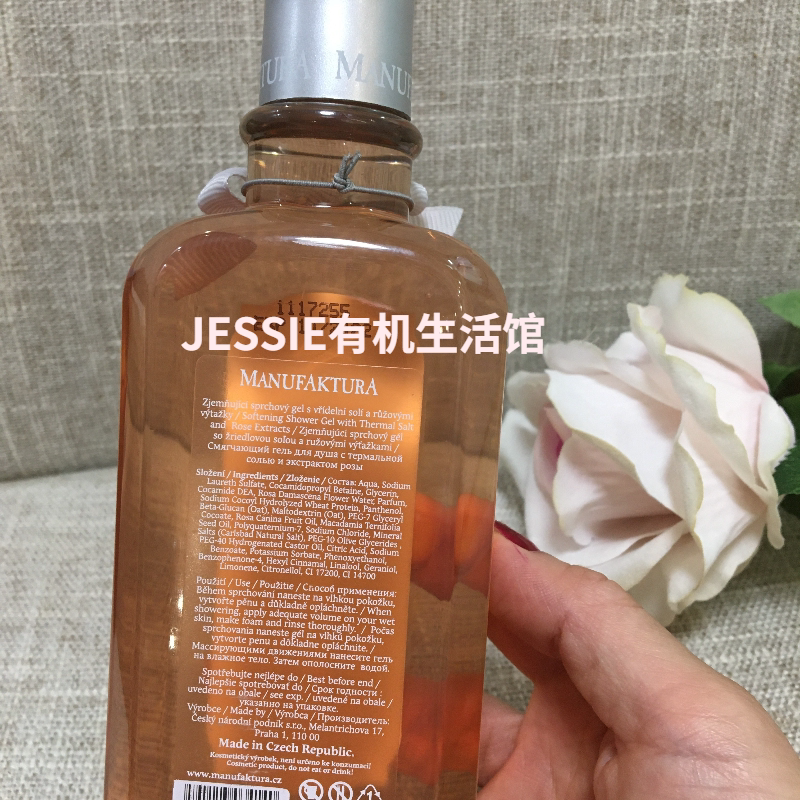 MANUF
1117255
JESSIE有机生活馆
MANUFAKTURA
Zjemňující sprchový gel s vřídelní solí a růžovými
výtažky / Softening Shower Gel with Thermal Salt
and Rose Extracts / Zjemňujúci sprchový gél
so žriedlovou soľou a ružovými výťažkami /
Смягчающий гель для душа с термальной
солью и экстрактом розы
Složení / Ingredients / Zloženie / Состав: Aqua, Sodium
Laureth Sulfate, Cocamidopropyl Betaine, Glycerin,
Cocamide DEA, Rosa Damascena Flower Water, Parfum,
Sodium Cocoyl Hydrolyzed Wheat Protein, Panthenol,
Beta-Glucan (Oat), Maltodextrin (Oat), PEG-7 Glyceryl
Cocoate, Rosa Canina Fruit Oil, Macadamia Ternifolia
Seed Oil, Polyquaternium-7, Sodium Chloride, Mineral
Salts (Carlsbad Natural Salt), PEG-10 Olive Glycerides ,
PEG-40 Hydrogenated Castor Oil, Citric Acid, Sodium
Benzoate, Potassium Sorbate, Phenoxyethanol,
Benzophenone-4, Hexyl Cinnamal, Linalool, Geraniol,
Limonene, Citronellol, CI 17200, CI 14700
Použití / Use / Použitie / Способ применения:
Během sprchování naneste na vlhkou pokožku,
vytvořte pěnu a důkladně opláchněte. / When
showering, apply adequate volume on your wet
skin, make foam and rinse thoroughly. / Počas
sprchovania naneste gél na vlhkú pokožku,
vytvorte penu a dôkladne opláchnite. /
Массирующими движениями нанесите гель
на влажное тело. Затем ополосните водой.
Spotřebujte nejlépe do / Best before end /
Najlepšie spotrebovať do / Срок годности :
uvedeno na obale / see exp. / uvedené na obale /
указанно на упаковке.
Výrobce / Made by / Výrobca / Производитель:
Český národní podnik s.r.o., Melantrichova 17,
Praha 1, 110 00
Made in Czech Republic.
Kosmetický výrobek, není určeno ke konzumaci!
Cosmetic product, do not eat or drink!
www.manufaktura.cz